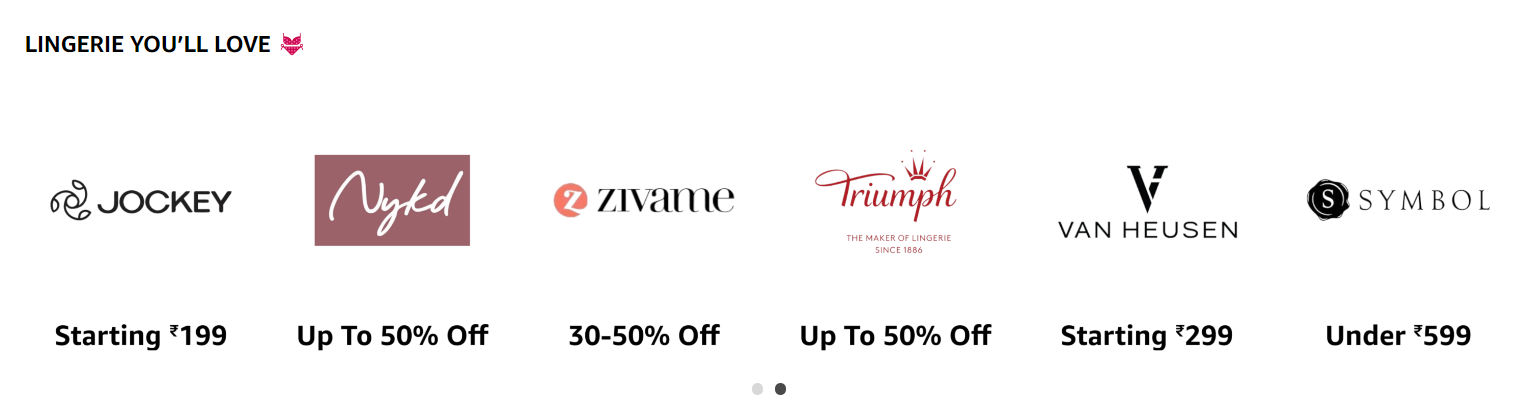 LINGERIE YOU’LL LOVE
JOCKEY
Nykd
Z zivame
Triumph
THE MAKER OF LINGERIE
SINCE 1886
V
VAN HEUSEN
S SYMBOL
Starting ₹199
Up To 50% Off
30-50% Off
Up To 50% Off
Starting ₹299
Under ₹599